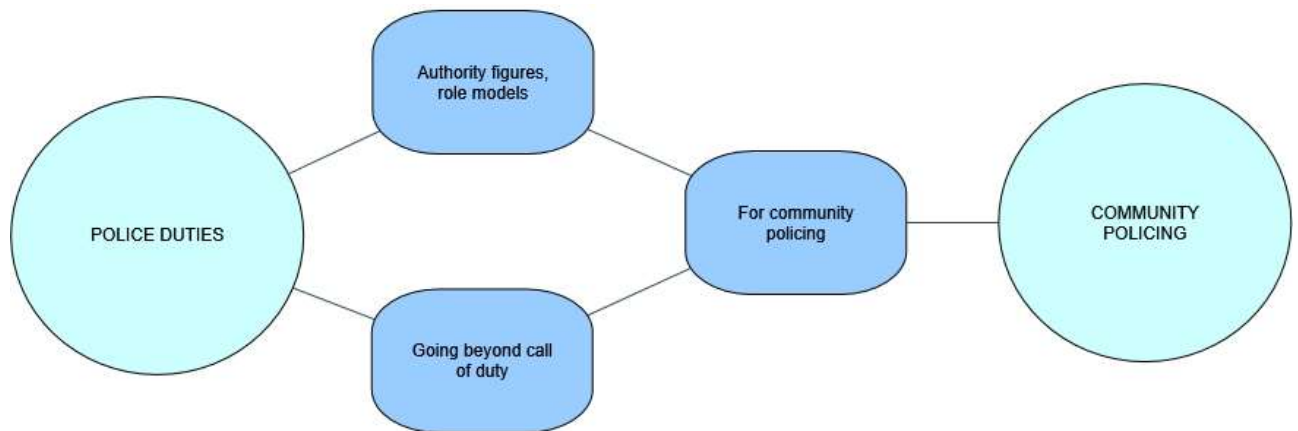 Authority figures,
role models
POLICE DUTIES
For community
policing
COMMUNITY
POLICING
Going beyond call
of duty